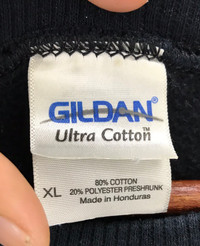 GILDAN®
Ultra Cotton™
80% COTTON
XL 20% POLYESTER PRESHRUNK
Made in Honduras